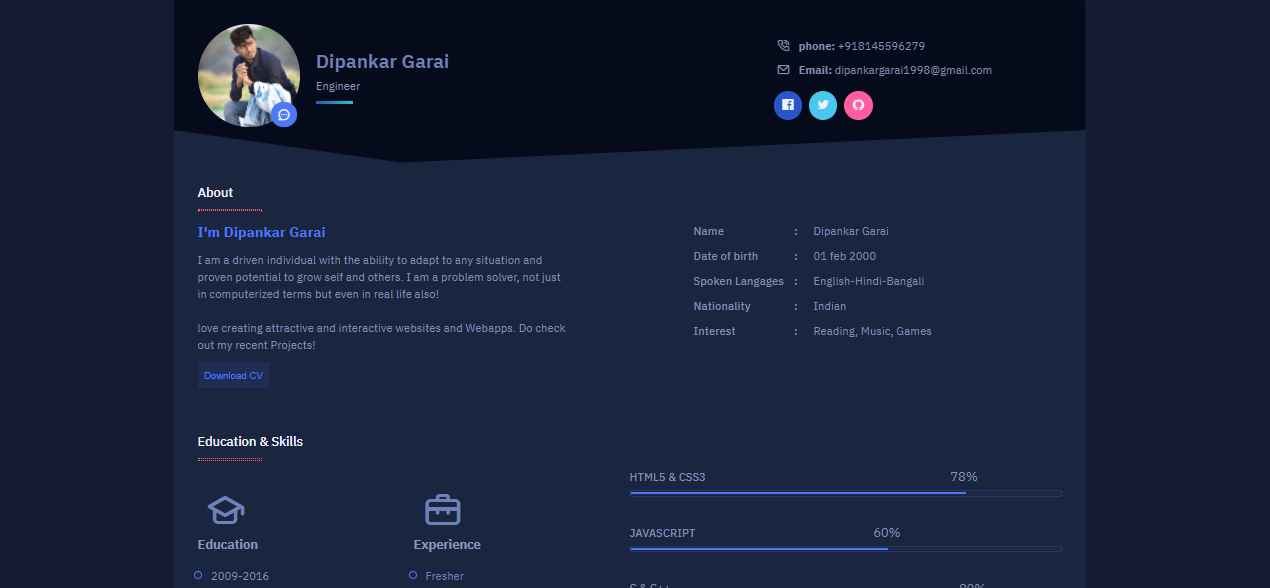 Dipankar Garai
Engineer
phone: +918145596279
Email: dipankargarai1998@gmail.com
About
I'm Dipankar Garai
I am a driven individual with the ability to adapt to any situation and
proven potential to grow self and others. I am a problem solver, not just
in computerized terms but even in real life also!
love creating attractive and interactive websites and Webapps. Do check
out my recent Projects!
Download CV
Name : Dipankar Garai
Date of birth : 01 feb 2000
Spoken Langages : English-Hindi-Bangali
Nationality : Indian
Interest : Reading, Music, Games
Education & Skills
Education
2009-2016
Experience
Fresher
HTML5 & CSS3 78%
JAVASCRIPT 60%